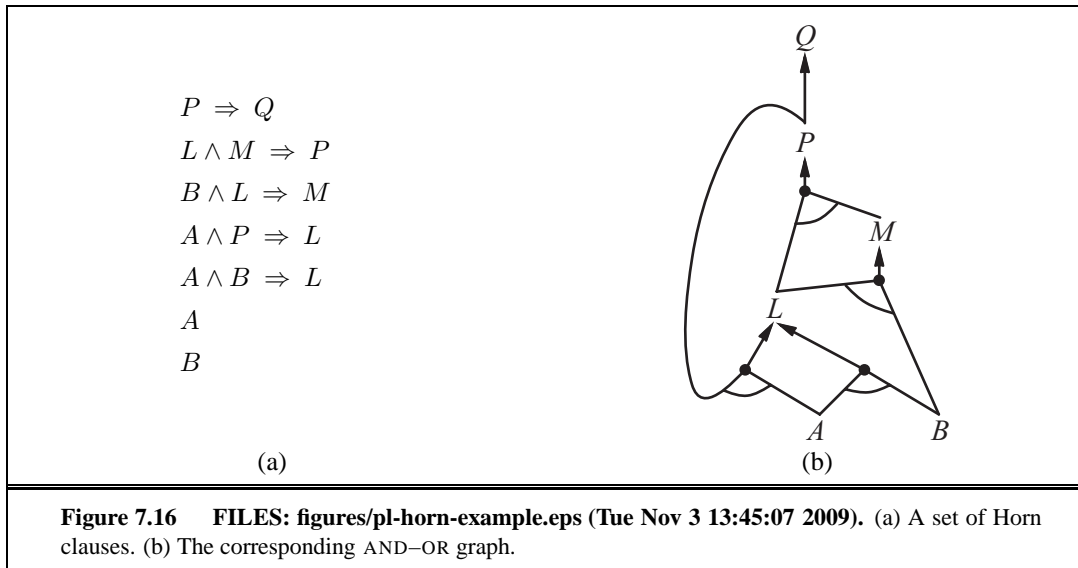 P ⇒ Q
L ∧ M ⇒ P
B ∧ L ⇒ M
A ∧ P ⇒ L
A ∧ B ⇒ L
A
B
(a)
Q
P
M
L
A
B
(b)
Figure 7.16 FILES: figures/pl-horn-example.eps (Tue Nov 3 13:45:07 2009). (a) A set of Horn
clauses. (b) The corresponding AND–OR graph.